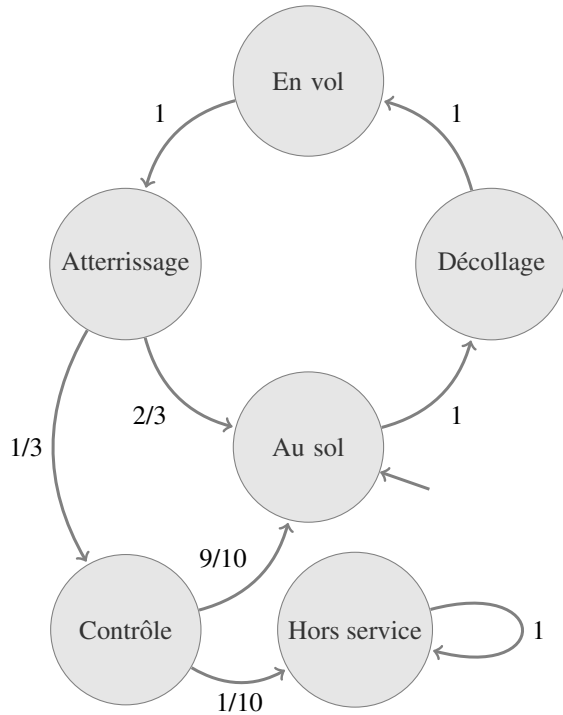 En vol
1
1
Atterrissage
Décollage
2/3
1
1/3
Au sol
9/10
Contrôle
Hors service
1
1/10